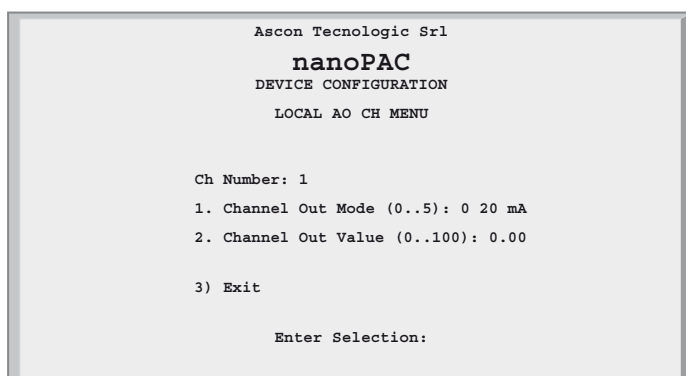 Ascon Tecnologic Srl
nanoPAC
DEVICE CONFIGURATION
LOCAL AO CH MENU
Ch Number: 1
1. Channel Out Mode (0..5): 0 20 mA
2. Channel Out Value (0..100): 0.00
3) Exit
Enter Selection: